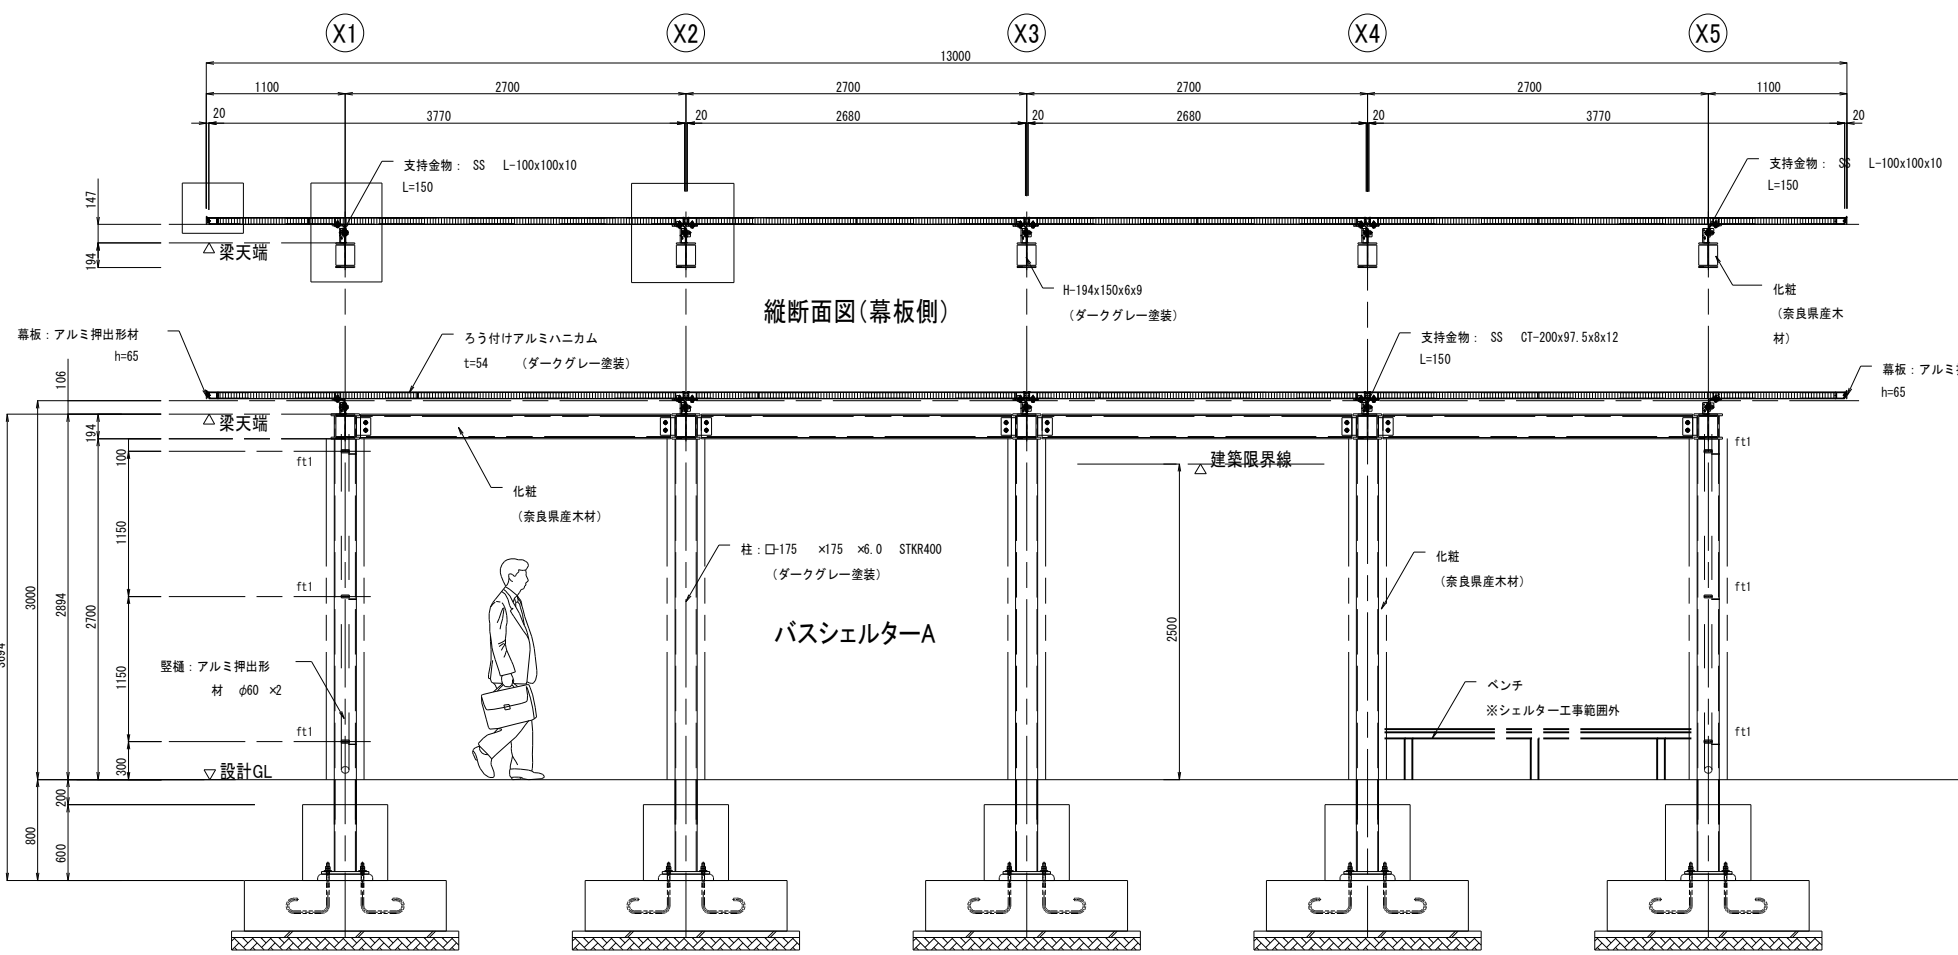 X1 X2 X3 X4 X5
13000
1100 2700 2700 2700 2700 1100
20 3770 20 2680 20 2680 20 3770 20
支持金物： SS L-100x100x10
L=150
支持金物： SS L-100x100x10
L=150
147
194
△ 梁天端
H-194x150x6x9
（ダークグレー塗装）
化粧
（奈良県産木
材）
縦断面図（幕板側）
幕板：アルミ押出形材
h=65
ろう付けアルミハニカム
t=54 （ダークグレー塗装）
支持金物： SS CT-200x97.5x8x12
L=150
幕板：アルミ
h=65
106
194
△ 梁天端
100
ft1
ft1
△ 建築限界線
化粧
（奈良県産木材）
1150
柱：□-175 ×175 ×6.0 STKR400
（ダークグレー塗装）
化粧
（奈良県産木材）
ft1
ft1
3000
2894
2700
2500
バスシェルターA
1150
竪樋：アルミ押出形
材 φ60 ×2
ベンチ
※シェルター工事範囲外
ft1
ft1
300
▽ 設計GL
200
800
600